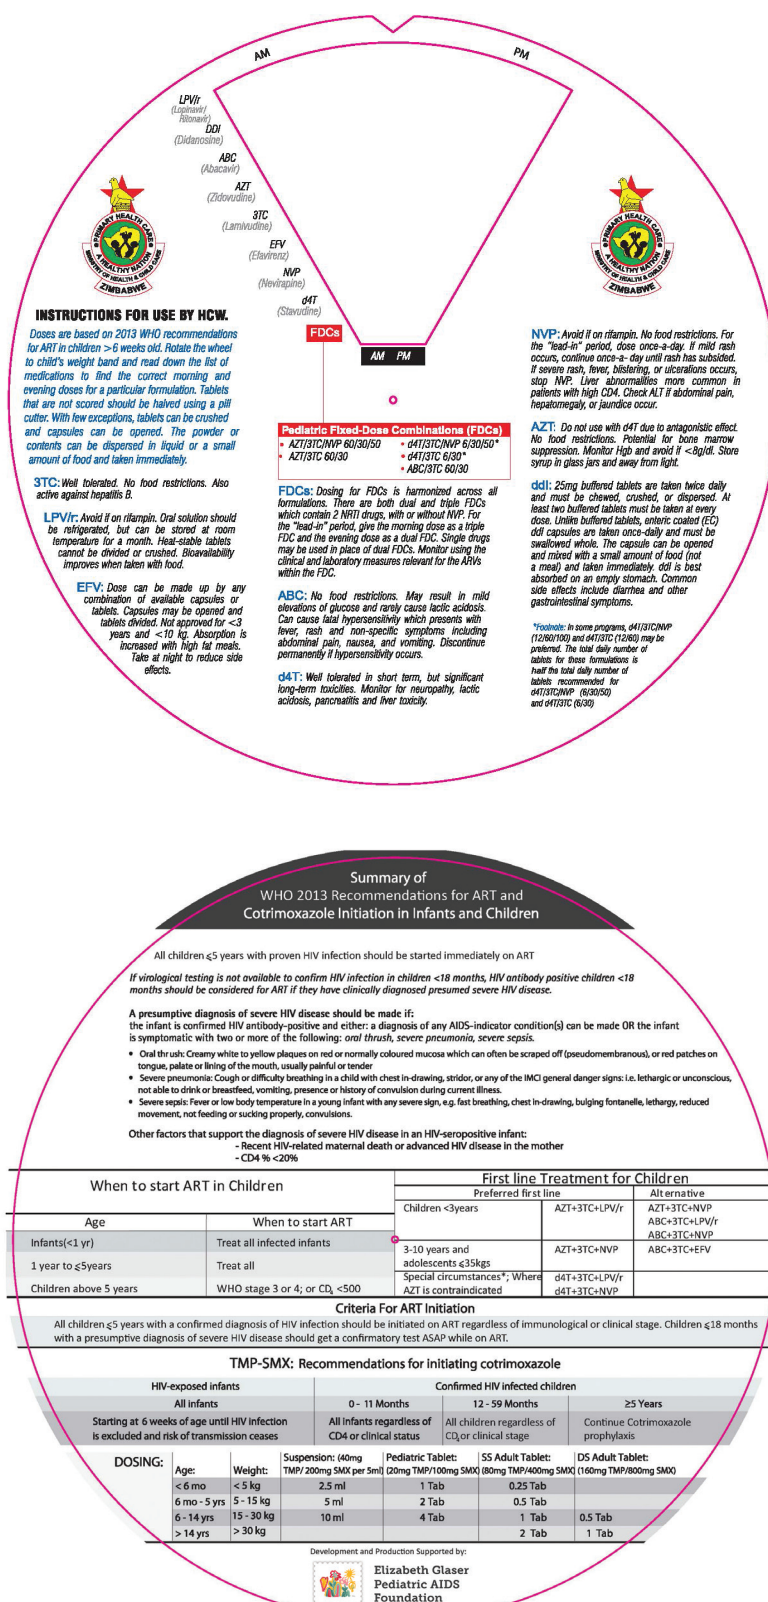 AM
PM
LPV/r
(Lopinavir/
Ritonavir)
DDI
(Didanosine)
ABC
(Abacavir)
AZT
(Zidovudine)
3TC
(Lamivudine)
EFV
(Efavirenz)
NVP
(Nevirapine)
d4T
(Stavudine)
FDCs
AM PM
PRIMARY HEALTH CARE
A HEALTHY NATION
MINISTRY OF HEALTH & CHILD CARE
ZIMBABWE
PRIMARY HEALTH CARE
A HEALTHY NATION
MINISTRY OF HEALTH & CHILD CARE
ZIMBABWE
INSTRUCTIONS FOR USE BY HCW.
Doses are based on 2013 WHO recommendations
for ART in children >6 weeks old. Rotate the wheel
to child's weight band and read down the list of
medications to find the correct morning and
evening doses for a particular formulation. Tablets
that are not scored should be halved using a pill
cutter. With few exceptions, tablets can be crushed
and capsules can be opened. The powder or
contents can be dispersed in liquid or a small
amount of food and taken immediately.
3TC: Well tolerated. No food restrictions. Also
active against hepatitis B.
LPV/r: Avoid if on rifampin. Oral solution should
be refrigerated, but can be stored at room
temperature for a month. Heat-stable tablets
cannot be divided or crushed. Bioavailability
improves when taken with food.
EFV: Dose can be made up by any
combination of available capsules or
tablets. Capsules may be opened and
tablets divided. Not approved for <3
years and <10 kg. Absorption is
increased with high fat meals.
Take at night to reduce side
effects.
Pediatric Fixed-Dose Combinations (FDCs)
• AZT/3TC/NVP 60/30/50 • d4T/3TC/NVP 6/30/50*
• AZT/3TC 60/30 • d4T/3TC 6/30*
• ABC/3TC 60/30
FDCs: Dosing for FDCs is harmonized across all
formulations. There are both dual and triple FDCs
which contain 2 NRTI drugs, with or without NVP. For
the "lead-in" period, give the morning dose as a triple
FDC and the evening dose as a dual FDC. Single drugs
may be used in place of dual FDCs. Monitor using the
clinical and laboratory measures relevant for the ARVs
within the FDC.
ABC: No food restrictions. May result in mild
elevations of glucose and rarely cause lactic acidosis.
Can cause fatal hypersensitivity which presents with
fever, rash and non-specific symptoms including
abdominal pain, nausea, and vomiting. Discontinue
permanently if hypersensitivity occurs.
d4T: Well tolerated in short term, but significant
long-term toxicities. Monitor for neuropathy, lactic
acidosis, pancreatitis and liver toxicity.
NVP: Avoid if on rifampin. No food restrictions. For
the "lead-in" period, dose once-a-day. If mild rash
occurs, continue once-a- day until rash has subsided.
If severe rash, fever, blistering, or ulcerations occurs,
stop NVP. Liver abnormalities more common in
patients with high CD4. Check ALT if abdominal pain,
hepatomegaly, or jaundice occur.
AZT: Do not use with d4T due to antagonistic effect.
No food restrictions. Potential for bone marrow
suppression. Monitor Hgb and avoid if <8g/dl. Store
syrup in glass jars and away from light.
ddI: 25mg buffered tablets are taken twice daily
and must be chewed, crushed, or dispersed. At
least two buffered tablets must be taken at every
dose. Unlike buffered tablets, enteric coated (EC)
ddI capsules are taken once-daily and must be
swallowed whole. The capsule can be opened
and mixed with a small amount of food (not
a meal) and taken immediately. ddI is best
absorbed on an empty stomach. Common
side effects include diarrhea and other
gastrointestinal symptoms.
*Footnote: In some programs, d4T/3TC/NVP
(12/60/100) and d4T/3TC (12/60) may be
preferred. The total daily number of
tablets for these formulations is
half the total daily number of
tablets recommended for
d4T/3TC/NVP (6/30/50)
and d4T/3TC (6/30)
Summary of
WHO 2013 Recommendations for ART and
Cotrimoxazole Initiation in Infants and Children
All children ⩽5 years with proven HIV infection should be started immediately on ART
If virological testing is not available to confirm HIV infection in children <18 months, HIV antibody positive children <18
months should be considered for ART if they have clinically diagnosed presumed severe HIV disease.
A presumptive diagnosis of severe HIV disease should be made if:
the infant is confirmed HIV antibody-positive and either: a diagnosis of any AIDS-indicator condition(s) can be made OR the infant
is symptomatic with two or more of the following: oral thrush, severe pneumonia, severe sepsis.
• Oral thrush: Creamy white to yellow plaques on red or normally coloured mucosa which can often be scraped off (pseudomembranous), or red patches on
tongue, palate or lining of the mouth, usually painful or tender
• Severe pneumonia: Cough or difficulty breathing in a child with chest in-drawing, stridor, or any of the IMCI general danger signs: i.e. lethargic or unconscious,
not able to drink or breastfeed, vomiting, presence or history of convulsion during current illness.
• Severe sepsis: Fever or low body temperature in a young infant with any severe sign, e.g. fast breathing, chest in-drawing, bulging fontanelle, lethargy, reduced
movement, not feeding or sucking properly, convulsions.
Other factors that support the diagnosis of severe HIV disease in an HIV-seropositive infant:
- Recent HIV-related maternal death or advanced HIV disease in the mother
- CD4 % <20%
When to start ART in Children
Age When to start ART
Infants(<1 yr) Treat all infected infants
1 year to ⩽5years Treat all
Children above 5 years WHO stage 3 or 4; or CD4 <500
First line Treatment for Children
Preferred first line Alternative
Children <3years AZT+3TC+LPV/r AZT+3TC+NVP
ABC+3TC+LPV/r
ABC+3TC+NVP
3-10 years and AZT+3TC+NVP ABC+3TC+EFV
adolescents ⩽35kgs
Special circumstances*; Where d4T+3TC+LPV/r
AZT is contraindicated d4T+3TC+NVP
Criteria For ART Initiation
All children ⩽5 years with a confirmed diagnosis of HIV infection should be initiated on ART regardless of immunological or clinical stage. Children ⩽18 months
with a presumptive diagnosis of severe HIV disease should get a confirmatory test ASAP while on ART.
TMP-SMX: Recommendations for initiating cotrimoxazole
HIV-exposed infants Confirmed HIV infected children
All infants 0 - 11 Months 12 - 59 Months ≥5 Years
Starting at 6 weeks of age until HIV infection All infants regardless of All children regardless of Continue Cotrimoxazole
is excluded and risk of transmission ceases CD4 or clinical status CD4 or clinical stage prophylaxis
DOSING: Suspension: (40mg Pediatric Tablet: SS Adult Tablet: DS Adult Tablet:
Age: Weight: TMP/ 200mg SMX per 5ml) (20mg TMP/100mg SMX) (80mg TMP/400mg SMX) (160mg TMP/800mg SMX)
< 6 mo < 5 kg 2.5 ml 1 Tab 0.25 Tab
6 mo - 5 yrs 5 - 15 kg 5 ml 2 Tab 0.5 Tab
6 - 14 yrs 15 - 30 kg 10 ml 4 Tab 1 Tab 0.5 Tab
> 14 yrs > 30 kg 2 Tab 1 Tab
Development and Production Supported by:
Elizabeth Glaser
Pediatric AIDS
Foundation